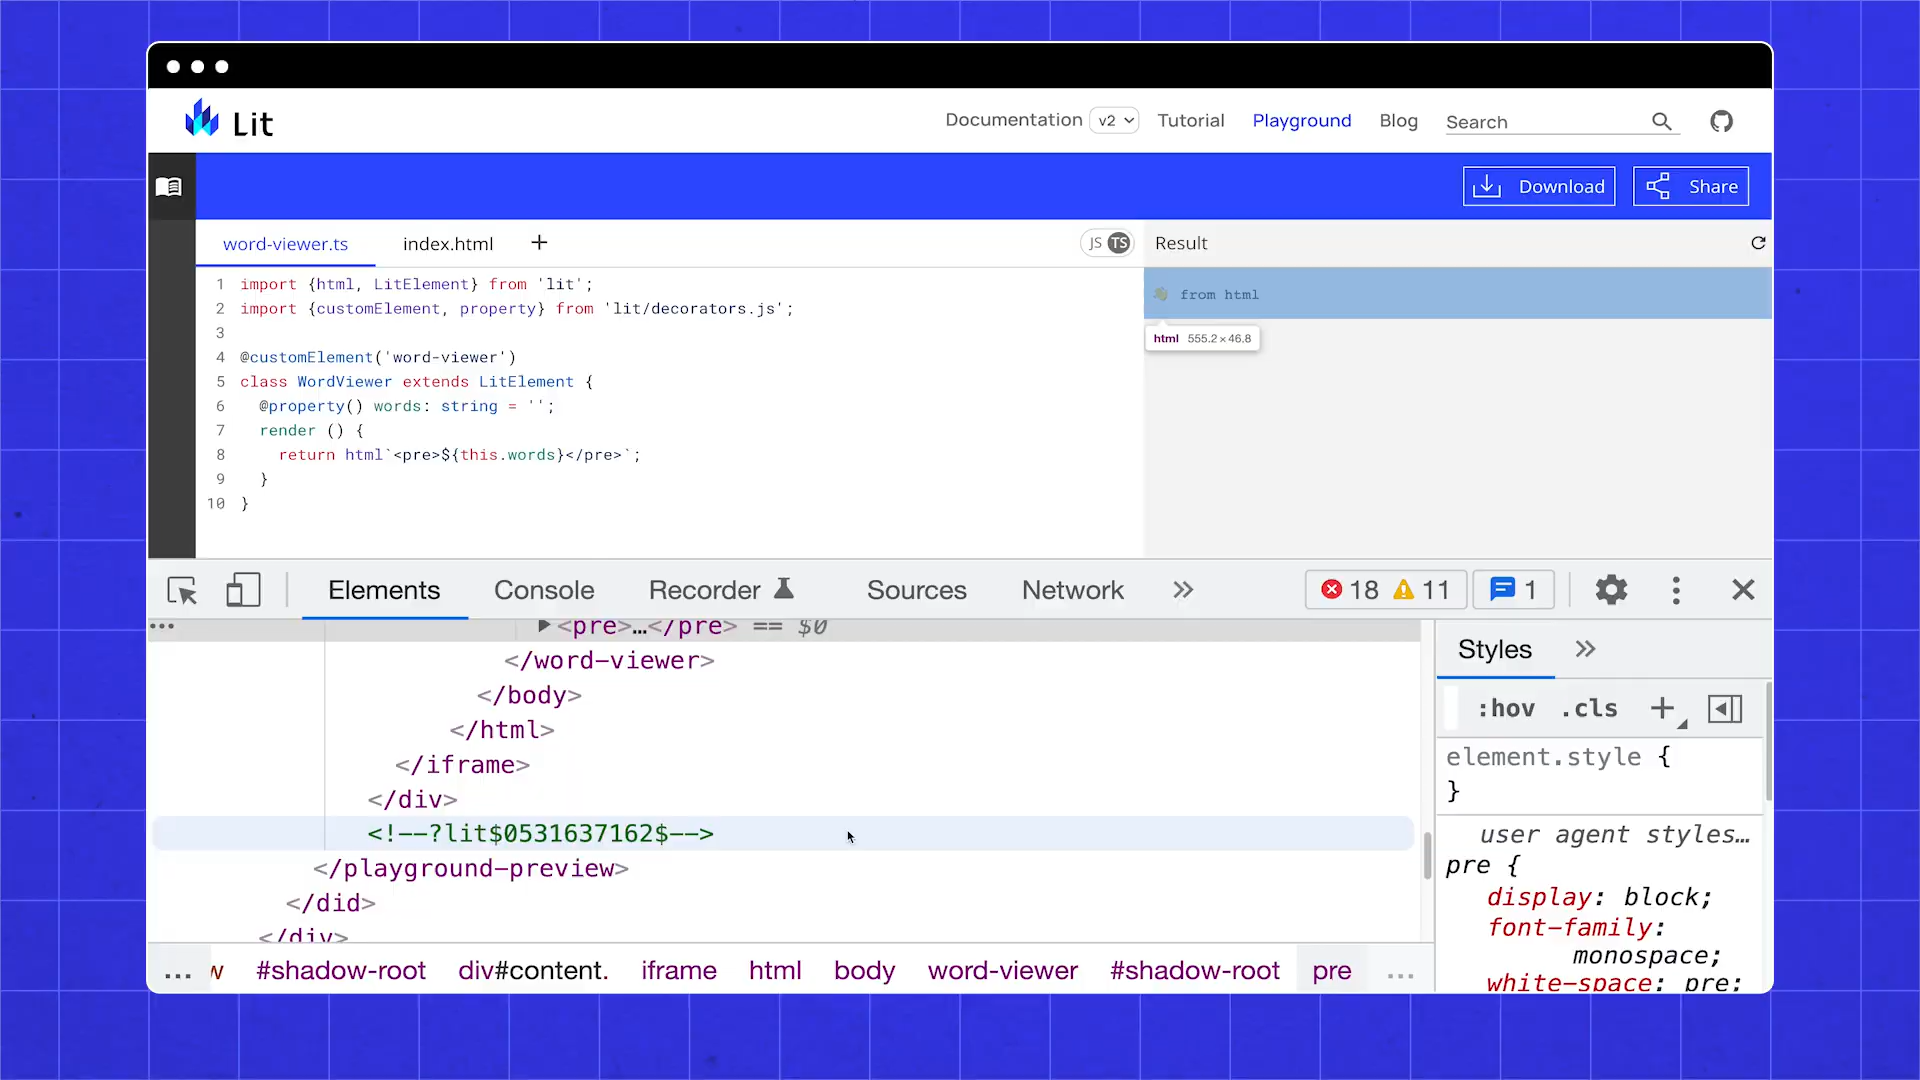 Lit
Documentation v2 Tutorial Playground Blog Search
Download Share
word-viewer.ts index.html + JS TS Result
1 import {html, LitElement} from 'lit';
2 import {customElement, property} from 'lit/decorators.js';
3
4 @customElement('word-viewer')
5 class WordViewer extends LitElement {
6 @property() words: string = '';
7 render () {
8 return html`<pre>${this.words}</pre>`;
9 }
10 }
👋 from html
html 555.2×46.8
Elements Console Recorder Sources Network 18 11 1
… <pre>…</pre> == $0
</word-viewer>
</body>
</html>
</iframe>
</div>
<!--?lit$0531637162$-->
</playground-preview>
</did>
</div>
Styles
:hov .cls +
element.style {
}
user agent styles…
pre {
display: block;
font-family:
monospace;
white-space: pre;
… w #shadow-root div#content. iframe html body word-viewer #shadow-root pre …